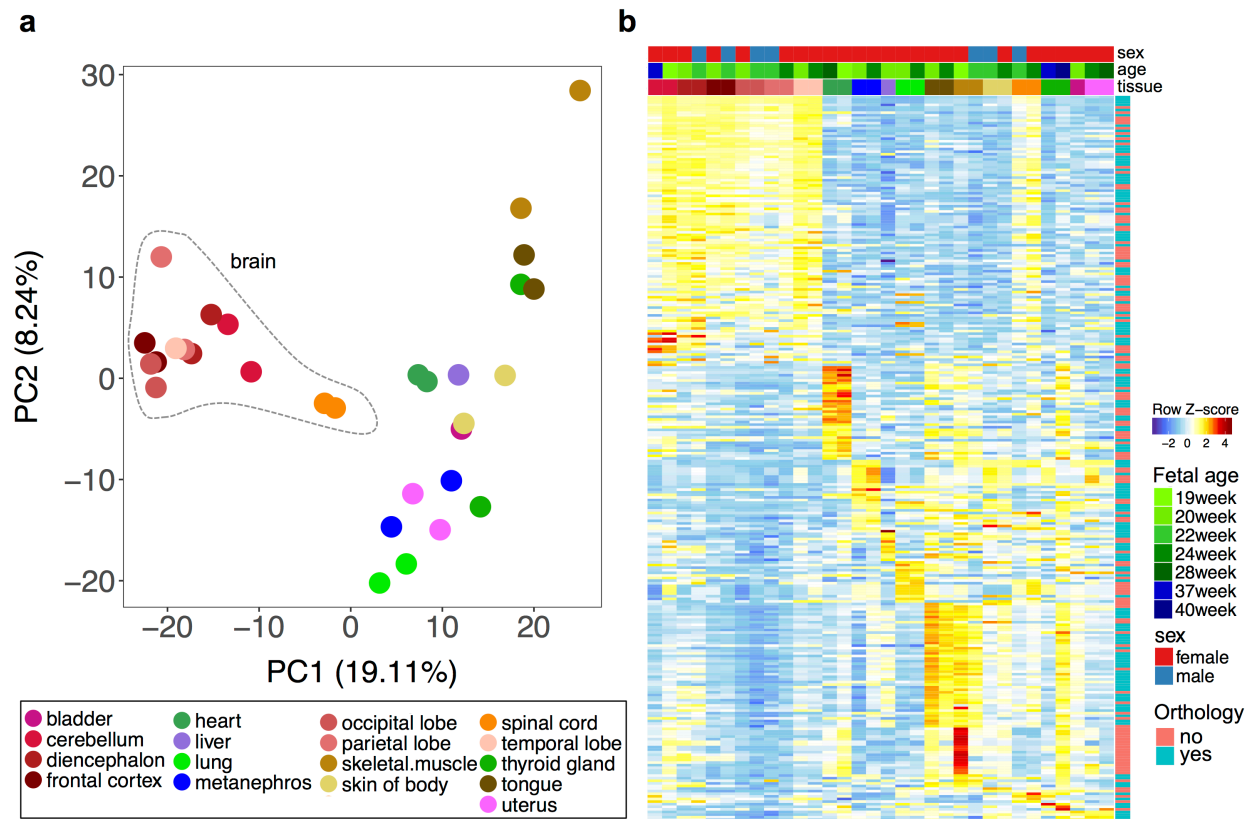 a
30
20
10
0
−10
−20
PC2 (8.24%)
brain
−20 −10 0 10 20
PC1 (19.11%)
bladder
cerebellum
diencephalon
frontal cortex
heart
liver
lung
metanephros
occipital lobe
parietal lobe
skeletal.muscle
skin of body
spinal cord
temporal lobe
thyroid gland
tongue
uterus
b
sex
age
tissue
Row Z−score
−2 0 2 4
Fetal age
19week
20week
22week
24week
28week
37week
40week
sex
female
male
Orthology
no
yes